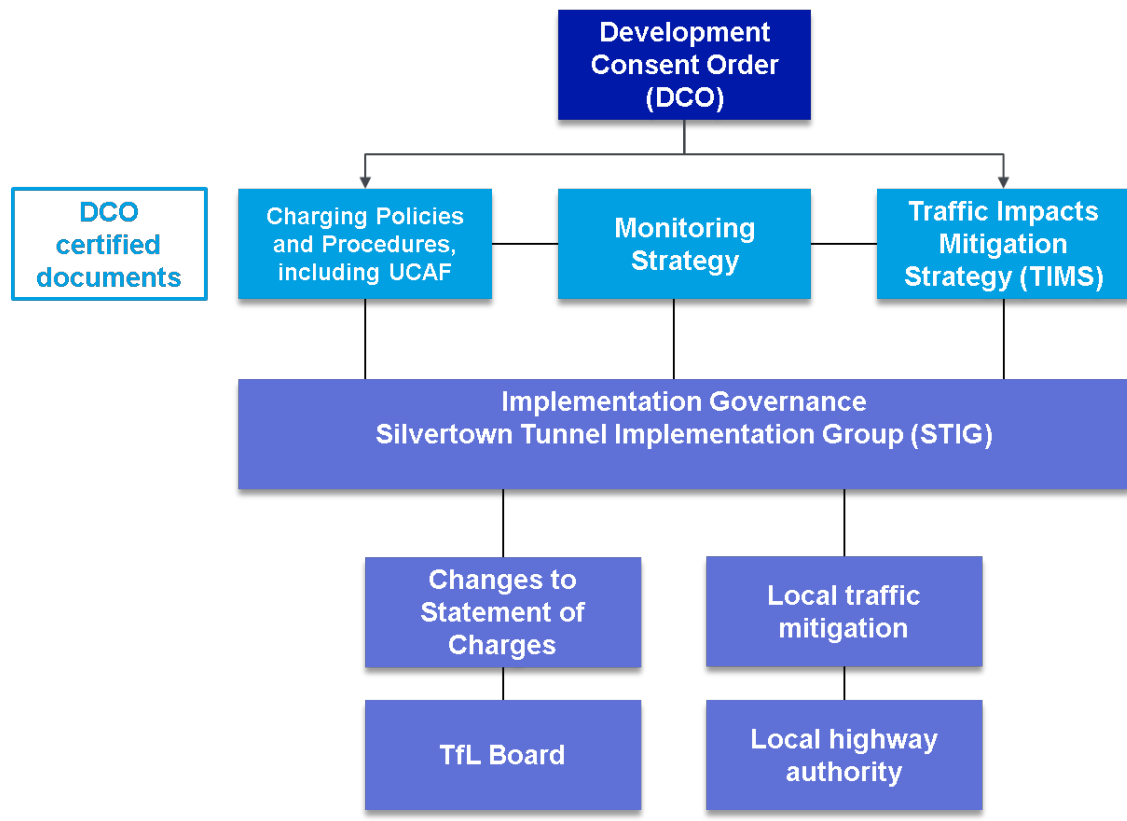 Development
Consent Order
(DCO)
DCO
certified
documents
Charging Policies
and Procedures,
including UCAF
Monitoring
Strategy
Traffic Impacts
Mitigation
Strategy (TIMS)
Implementation Governance
Silvertown Tunnel Implementation Group (STIG)
Changes to
Statement of
Charges
Local traffic
mitigation
TfL Board
Local highway
authority